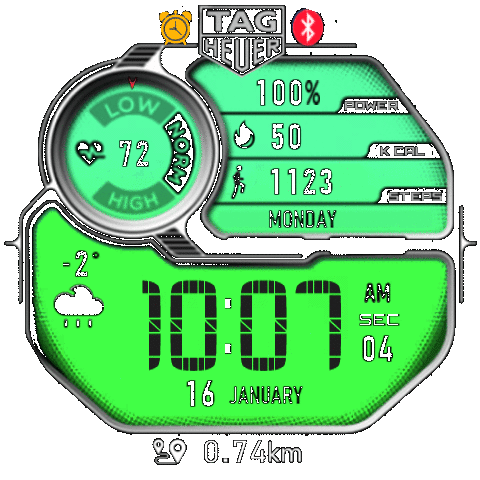 TAG
HEUER
100% POWER
50 K CAL
1123 STEPS
MONDAY
LOW
NORM
72
HIGH
-2°
10:07 AM
SEC
04
16 JANUARY
0.74km